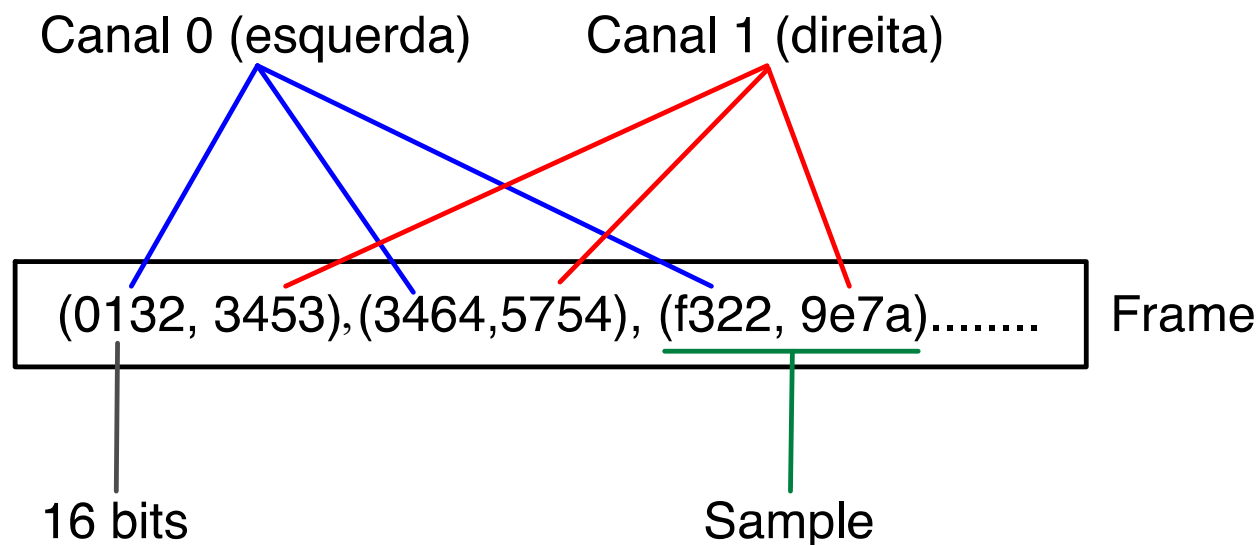 Canal 0 (esquerda) Canal 1 (direita)
(0132, 3453),(3464,5754), (f322, 9e7a)........ Frame
16 bits Sample